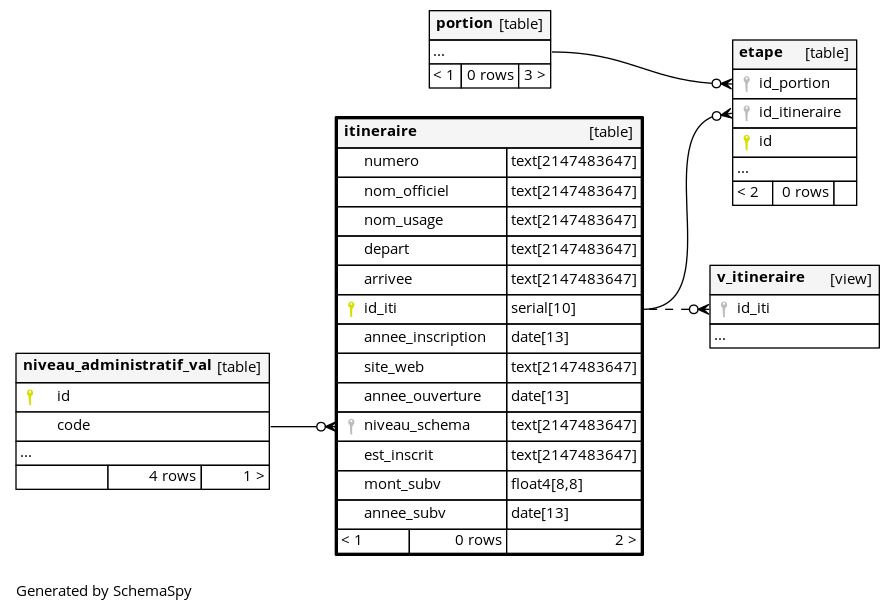 portion [table]
...
< 1 0 rows 3 >
etape [table]
id_portion
id_itineraire
id
...
< 2 0 rows
itineraire [table]
numero text[2147483647]
nom_officiel text[2147483647]
nom_usage text[2147483647]
depart text[2147483647]
arrivee text[2147483647]
id_iti serial[10]
annee_inscription date[13]
site_web text[2147483647]
annee_ouverture date[13]
niveau_schema text[2147483647]
est_inscrit text[2147483647]
mont_subv float4[8,8]
annee_subv date[13]
< 1 0 rows 2 >
v_itineraire [view]
id_iti
...
niveau_administratif_val [table]
id
code
...
4 rows 1 >
Generated by SchemaSpy